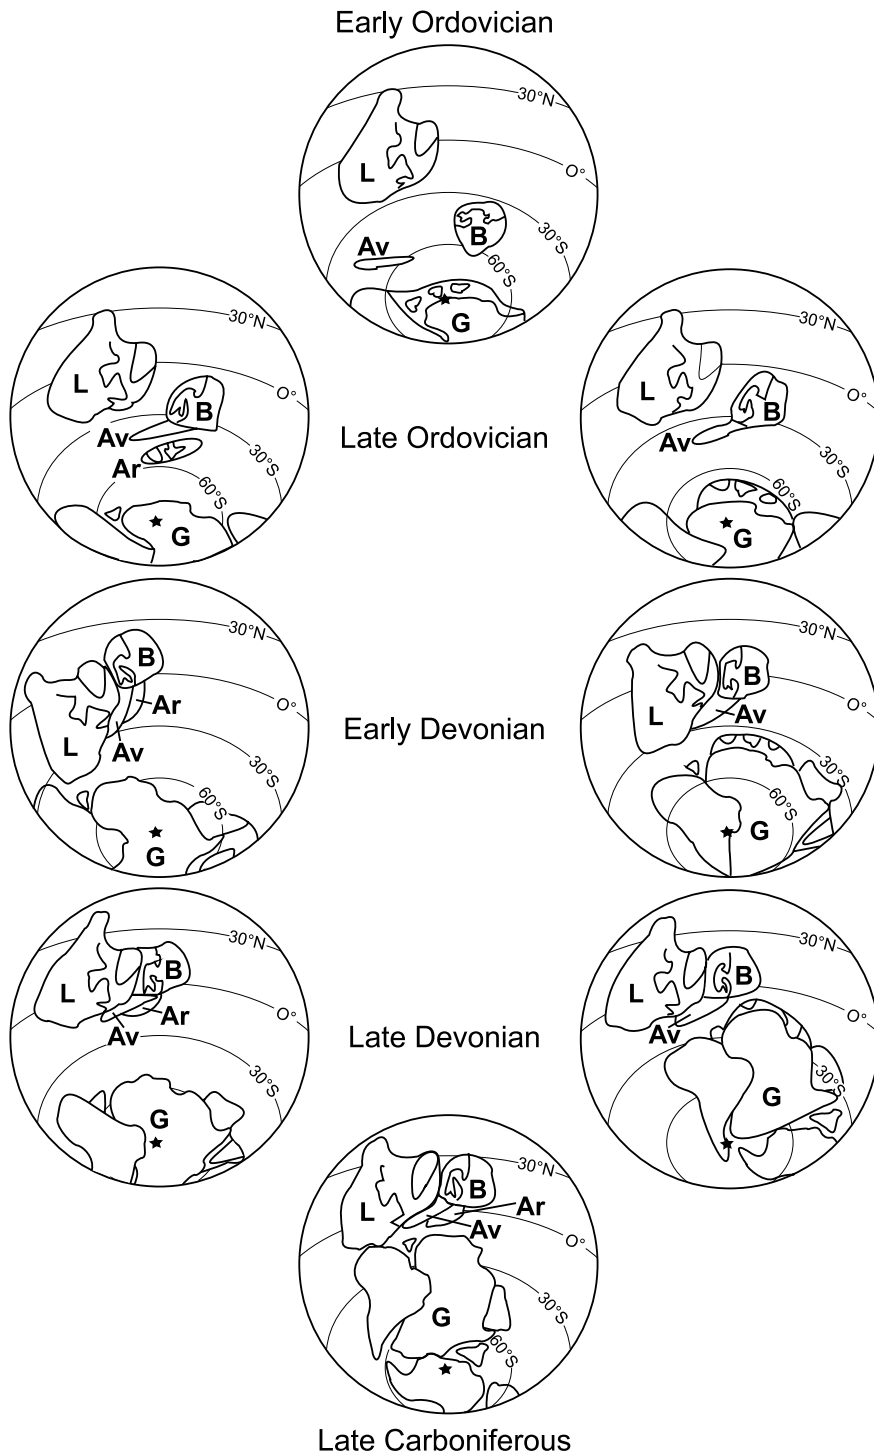 Early Ordovician
30°N
L
O°
B
30°S
Av
60°S
G
30°N
L
O°
B
Av
30°S
Ar
60°S
G
Late Ordovician
30°N
L
O°
B
Av
30°S
60°S
G
30°N
B
Ar
O°
L
Av
30°S
60°S
G
Early Devonian
30°N
B
O°
L
Av
30°S
60°S
G
30°N
B
L
Ar
O°
Av
30°S
G
Late Devonian
30°N
B
L
O°
Av
30°S
G
30°N
B
L
Ar
Av
O°
30°S
G
60°S
Late Carboniferous